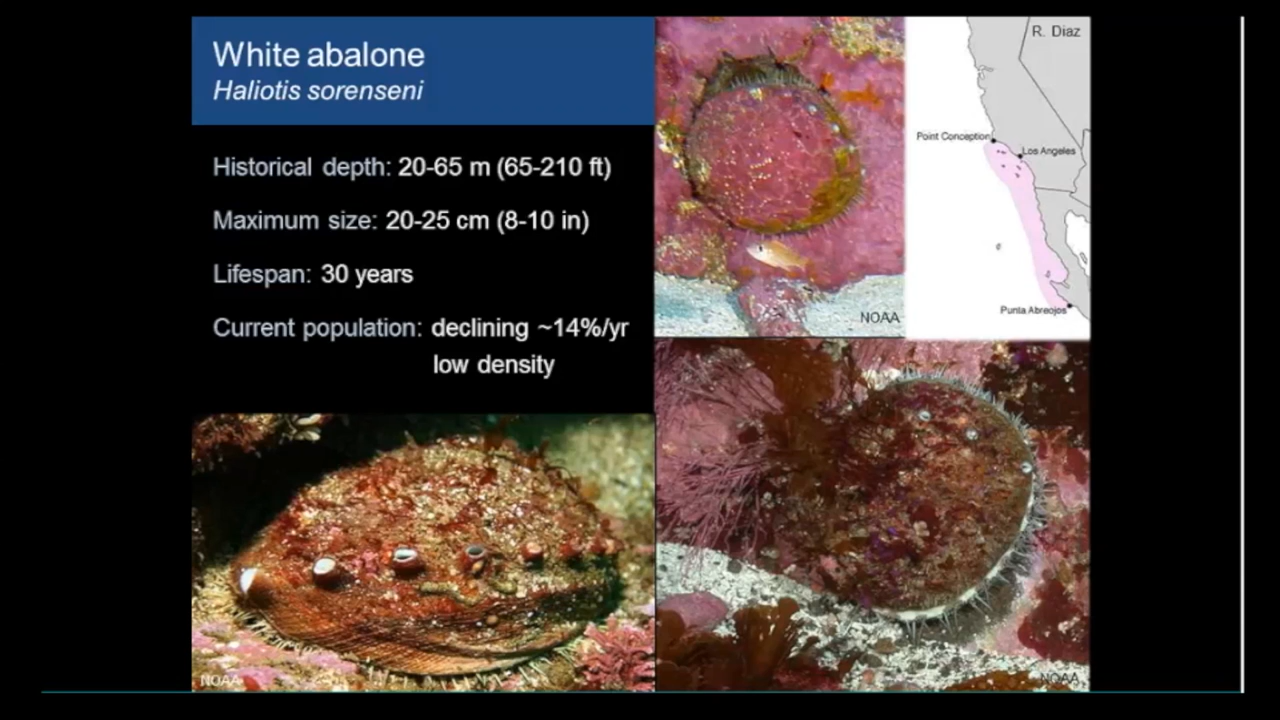 White abalone
Haliotis sorenseni
Historical depth: 20-65 m (65-210 ft)
Maximum size: 20-25 cm (8-10 in)
Lifespan: 30 years
Current population: declining ~14%/yr
low density
NOAA
R. Diaz
Point Conception
Los Angeles
Punta Abreojos
NOAA
NOAA